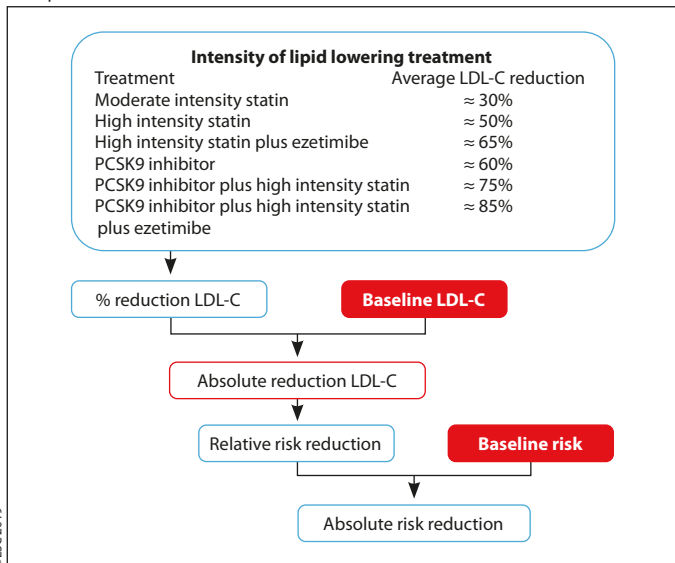 Intensity of lipid lowering treatment
Treatment Average LDL-C reduction
Moderate intensity statin ≈ 30%
High intensity statin ≈ 50%
High intensity statin plus ezetimibe ≈ 65%
PCSK9 inhibitor ≈ 60%
PCSK9 inhibitor plus high intensity statin ≈ 75%
PCSK9 inhibitor plus high intensity statin ≈ 85%
plus ezetimibe
% reduction LDL-C
Baseline LDL-C
Absolute reduction LDL-C
Relative risk reduction
Baseline risk
Absolute risk reduction